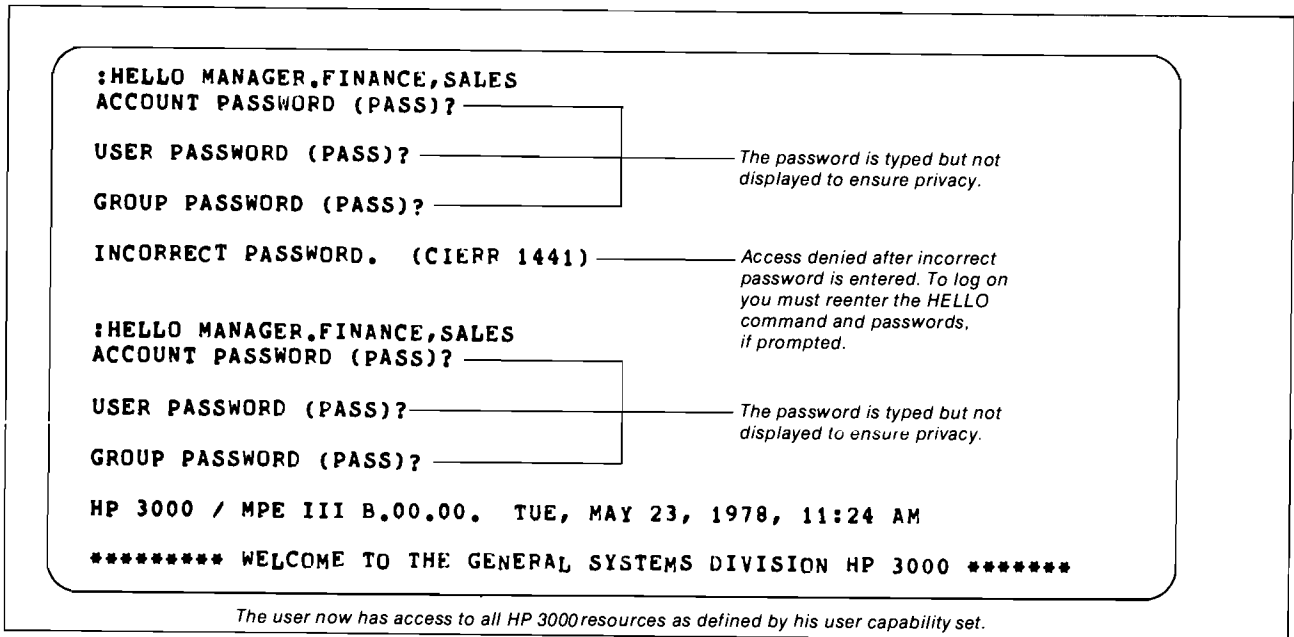 :HELLO MANAGER.FINANCE,SALES
ACCOUNT PASSWORD (PASS)?
USER PASSWORD (PASS)?
The password is typed but not
displayed to ensure privacy.
GROUP PASSWORD (PASS)?
INCORRECT PASSWORD. (CIERR 1441)
Access denied after incorrect
password is entered. To log on
you must reenter the HELLO
command and passwords,
if prompted.
:HELLO MANAGER.FINANCE,SALES
ACCOUNT PASSWORD (PASS)?
USER PASSWORD (PASS)?
The password is typed but not
displayed to ensure privacy.
GROUP PASSWORD (PASS)?
HP 3000 / MPE III B.00.00. TUE, MAY 23, 1978, 11:24 AM
********* WELCOME TO THE GENERAL SYSTEMS DIVISION HP 3000 *******
The user now has access to all HP 3000 resources as defined by his user capability set.